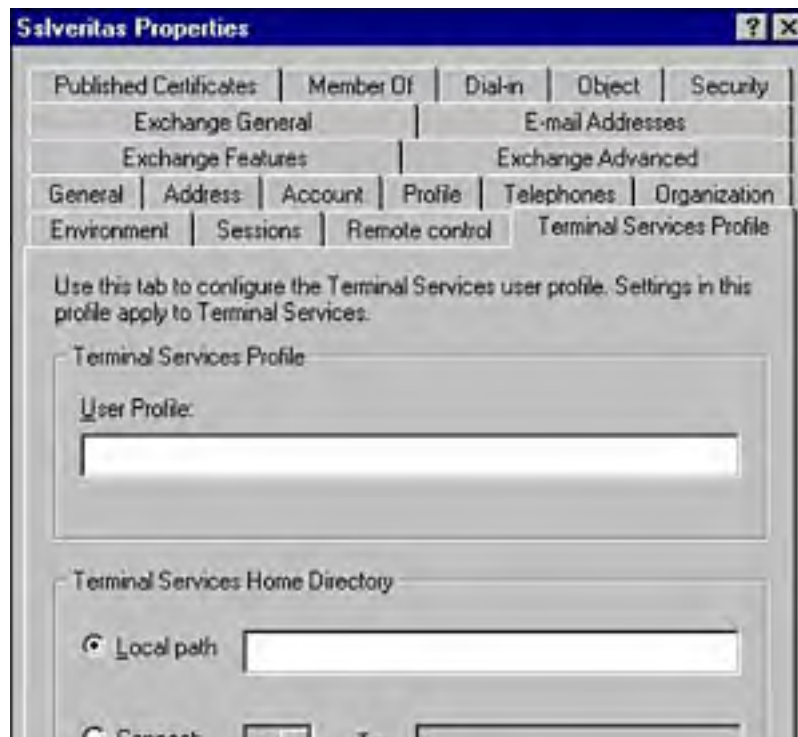 Sslveritas Properties
Published Certificates Member Of Dial-in Object Security
Exchange General E-mail Addresses
Exchange Features Exchange Advanced
General Address Account Profile Telephones Organization
Environment Sessions Remote control Terminal Services Profile
Use this tab to configure the Terminal Services user profile. Settings in this
profile apply to Terminal Services.
Terminal Services Profile
User Profile:
Terminal Services Home Directory
Local path